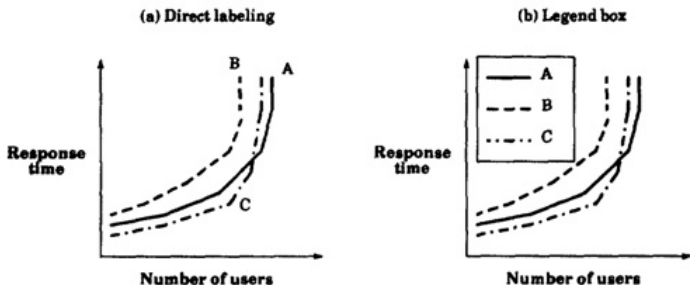 (a) Direct labeling
B
A
Response
time
C
Number of users
(b) Legend box
A
B
C
Response
time
Number of users